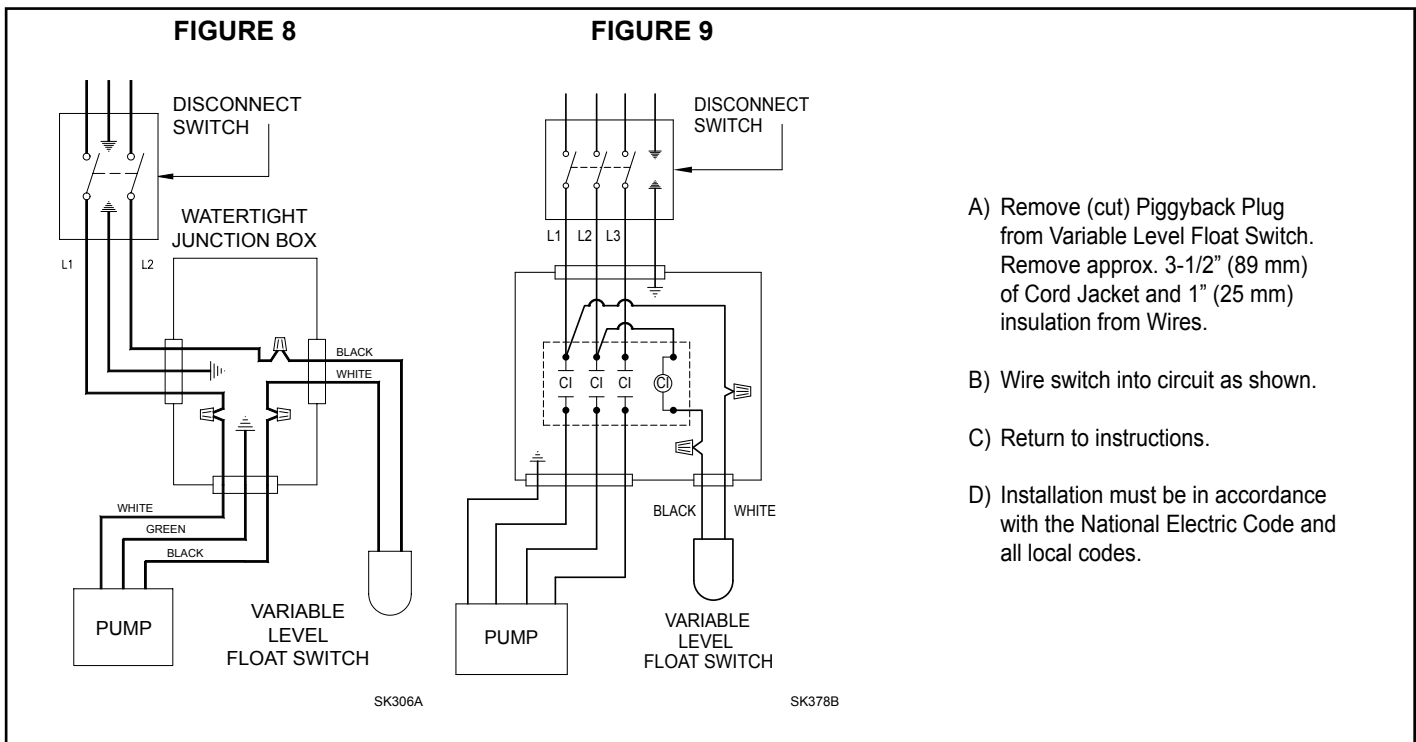 FIGURE 8
DISCONNECT
SWITCH
WATERTIGHT
JUNCTION BOX
L1
L2
BLACK
WHITE
WHITE
GREEN
BLACK
PUMP
VARIABLE
LEVEL
FLOAT SWITCH
SK306A
FIGURE 9
DISCONNECT
SWITCH
L1
L2
L3
CI
CI
CI
CI
BLACK
WHITE
PUMP
VARIABLE
LEVEL
FLOAT SWITCH
SK378B
A) Remove (cut) Piggyback Plug
from Variable Level Float Switch.
Remove approx. 3-1/2” (89 mm)
of Cord Jacket and 1” (25 mm)
insulation from Wires.
B) Wire switch into circuit as shown.
C) Return to instructions.
D) Installation must be in accordance
with the National Electric Code and
all local codes.